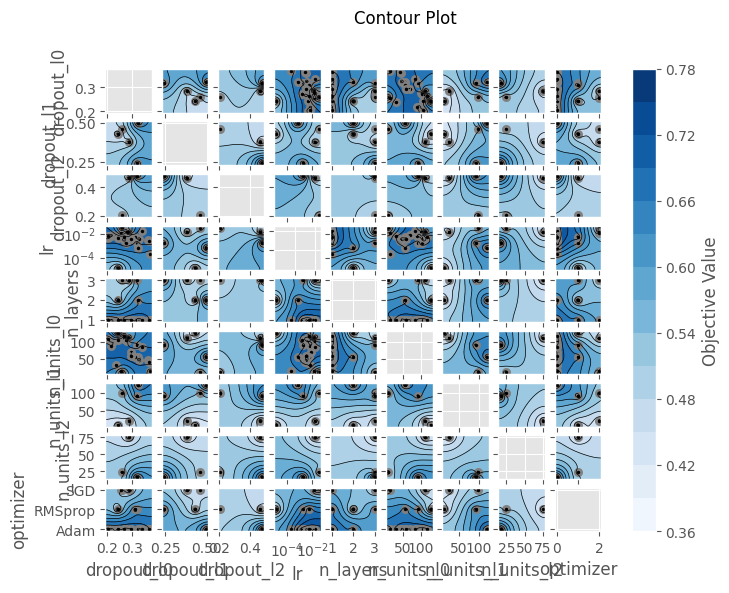 Contour Plot
dropout_l0
0.3
0.2
dropout_l1
0.50
0.25
dropout_l2
0.4
0.2
lr
10⁻²
10⁻⁴
n_layers
3
2
1
n_units_l0
100
50
n_units_l1
100
50
n_units_l2
75
50
25
optimizer
SGD
RMSprop
Adam
0.2 0.3 0.25 0.50 0.2 0.4 10⁻⁴ 10⁻² 1 2 3 50 100 50 100 25 50 75 0 2
dropout_l0 dropout_l1 dropout_l2 lr n_layers n_units_l0 n_units_l1 n_units_l2 optimizer
0.78
0.72
0.66
0.60
0.54
0.48
0.42
0.36
Objective Value